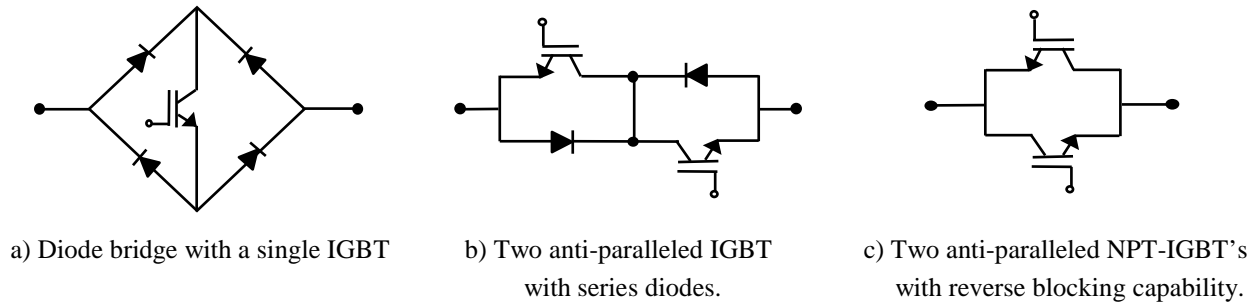 a) Diode bridge with a single IGBT
b) Two anti-paralleled IGBT
with series diodes.
c) Two anti-paralleled NPT-IGBT’s
with reverse blocking capability.